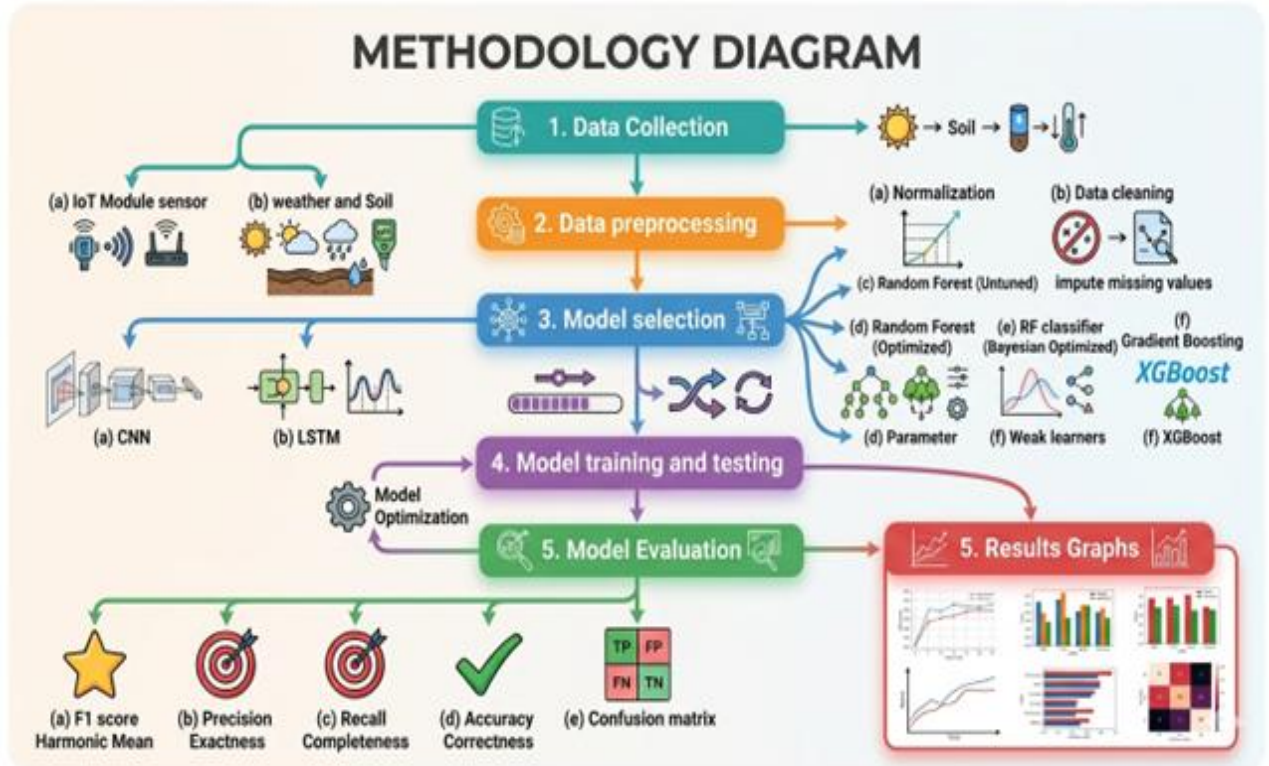 METHODOLOGY DIAGRAM
1. Data Collection
Soil
(a) IoT Module sensor
(b) weather and Soil
2. Data preprocessing
(a) Normalization
(b) Data cleaning
impute missing values
3. Model selection
(c) Random Forest (Untuned)
(d) Random Forest
(Optimized)
(e) RF classifier
(Bayesian Optimized)
(f)
Gradient Boosting
XGBoost
(d) Parameter
(f) Weak learners
(f) XGBoost
(a) CNN
(b) LSTM
4. Model training and testing
Model
Optimization
5. Model Evaluation
5. Results Graphs
TP FP
FN TN
(a) F1 score
Harmonic Mean
(b) Precision
Exactness
(c) Recall
Completeness
(d) Accuracy
Correctness
(e) Confusion matrix